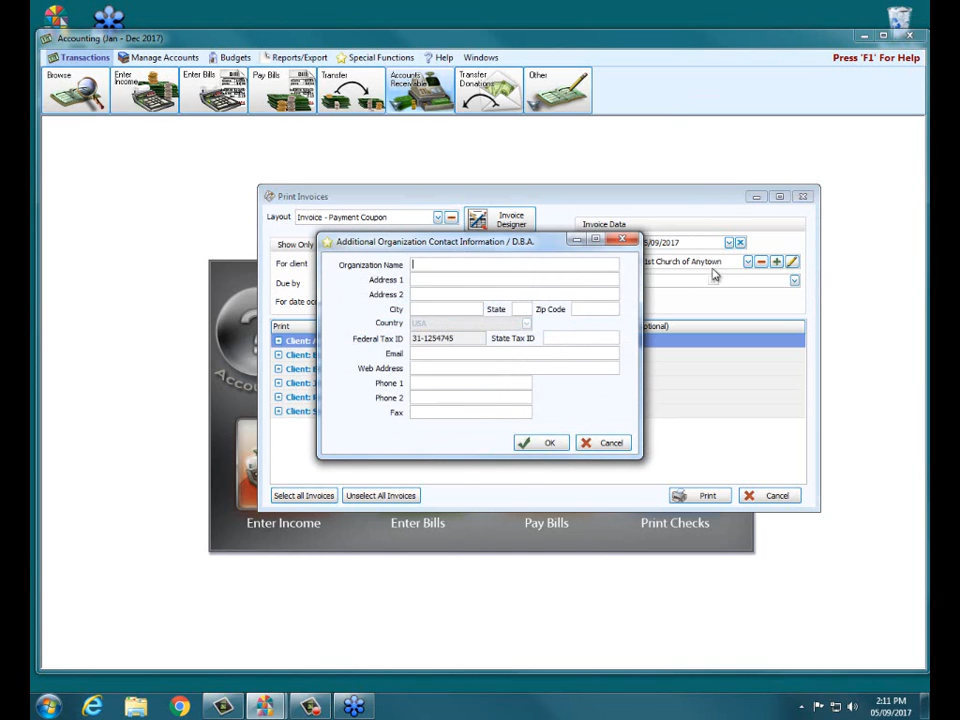 Accounting (Jan - Dec 2017)
Transactions Manage Accounts Budgets Reports/Export Special Functions Help Windows Press 'F1' For Help
Browse
Enter Income
Enter Bills
Pay Bills
Transfer
Accounts Receivable
Transfer Donations
Other
Print Invoices
Layout Invoice - Payment Coupon
Invoice Designer
Invoice Data
Show Only
For client
Due by
For date oc
5/09/2017
1st Church of Anytown
Print
tional)
Client:
Client:
Client:
Client:
Client:
Client:
Additional Organization Contact Information / D.B.A.
Organization Name
Address 1
Address 2
City State Zip Code
Country USA
Federal Tax ID 31-1254745 State Tax ID
Email
Web Address
Phone 1
Phone 2
Fax
OK Cancel
Select all Invoices Unselect All Invoices Print Cancel
Enter Income Enter Bills Pay Bills Print Checks
2:11 PM
05/09/2017